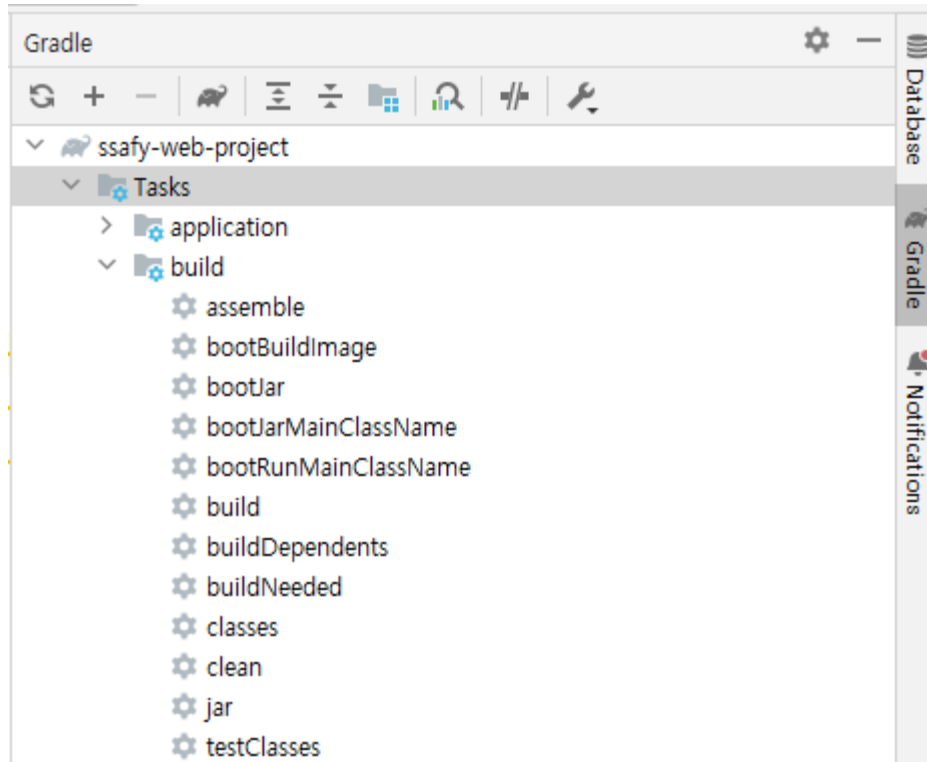 Gradle
ssafy-web-project
Tasks
application
build
assemble
bootBuildImage
bootJar
bootJarMainClassName
bootRunMainClassName
build
buildDependents
buildNeeded
classes
clean
jar
testClasses
Database
Gradle
Notifications